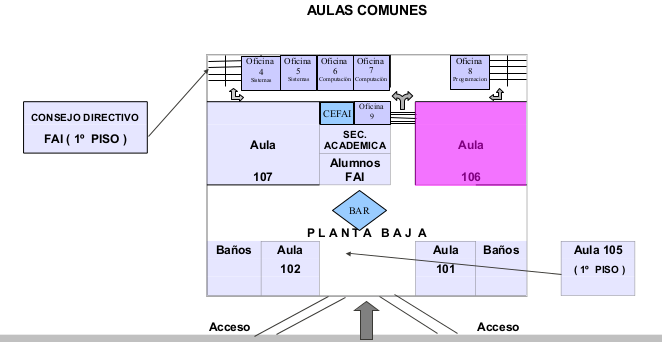 AULAS COMUNES
Oficina
4
Sistemas
Oficina
5
Sistemas
Oficina
6
Computación
Oficina
7
Computación
Oficina
8
Programacion
CONSEJO DIRECTIVO
FAI ( 1º PISO )
Aula
107
CEFAI
Oficina
9
SEC.
ACADEMICA
Alumnos
FAI
Aula
106
BAR
PLANTA BAJA
Baños
Aula
102
Aula
101
Baños
Aula 105
( 1º PISO )
Acceso
Acceso